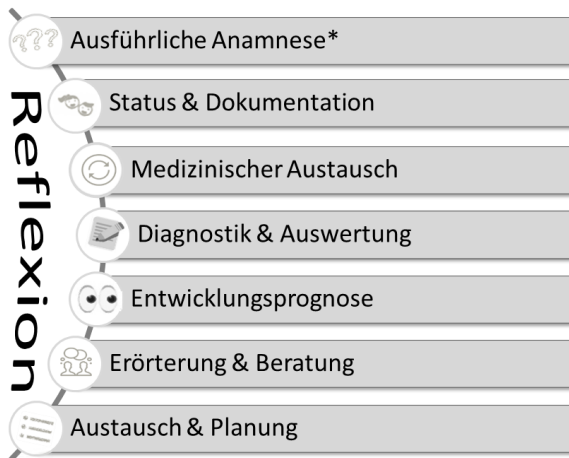 Reflexion
???
Ausführliche Anamnese*
Status & Dokumentation
Medizinischer Austausch
Diagnostik & Auswertung
Entwicklungsprognose
Erörterung & Beratung
Austausch & Planung